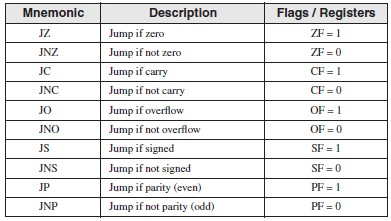 Mnemonic Description Flags / Registers
JZ Jump if zero ZF = 1
JNZ Jump if not zero ZF = 0
JC Jump if carry CF = 1
JNC Jump if not carry CF = 0
JO Jump if overflow OF = 1
JNO Jump if not overflow OF = 0
JS Jump if signed SF = 1
JNS Jump if not signed SF = 0
JP Jump if parity (even) PF = 1
JNP Jump if not parity (odd) PF = 0